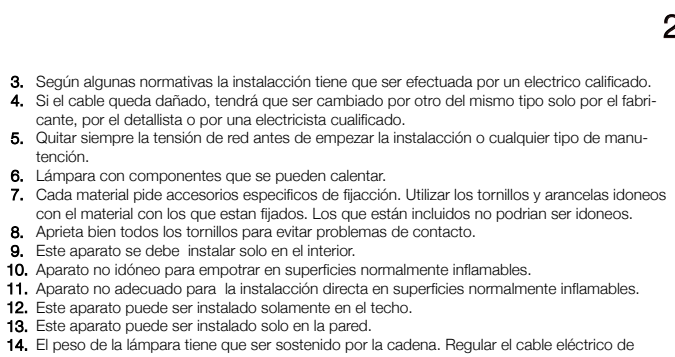 2
3. Según algunas normativas la instalacción tiene que ser efectuada por un electrico calificado.
4. Si el cable queda dañado, tendrá que ser cambiado por otro del mismo tipo solo por el fabri-
cante, por el detallista o por una electricista cualificado.
5. Quitar siempre la tensión de red antes de empezar la instalacción o cualquier tipo de manu-
tención.
6. Lámpara con componentes que se pueden calentar.
7. Cada material pide accesorios especificos de fijacción. Utilizar los tornillos y arancelas idoneos
con el material con los que estan fijados. Los que están incluidos no podrian ser idoneos.
8. Aprieta bien todos los tornillos para evitar problemas de contacto.
9. Este aparato se debe instalar solo en el interior.
10. Aparato no idóneo para empotrar en superficies normalmente inflamables.
11. Aparato no adecuado para la instalacción directa en superficies normalmente inflamables.
12. Este aparato puede ser instalado solamente en el techo.
13. Este aparato puede ser instalado solo en la pared.
14. El peso de la lámpara tiene que ser sostenido por la cadena. Regular el cable eléctrico de